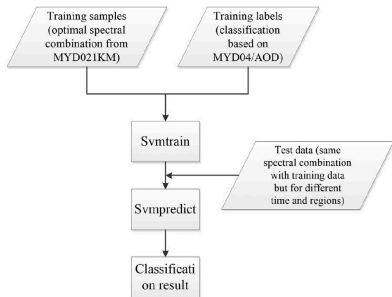 Training samples
(optimal spectral
combination from
MYD021KM)
Training labels
(classification
based on
MYD04/AOD)
Svmtrain
Test data (same
spectral combination
with training data
but for different
time and regions)
Svmpredict
Classificati
on result